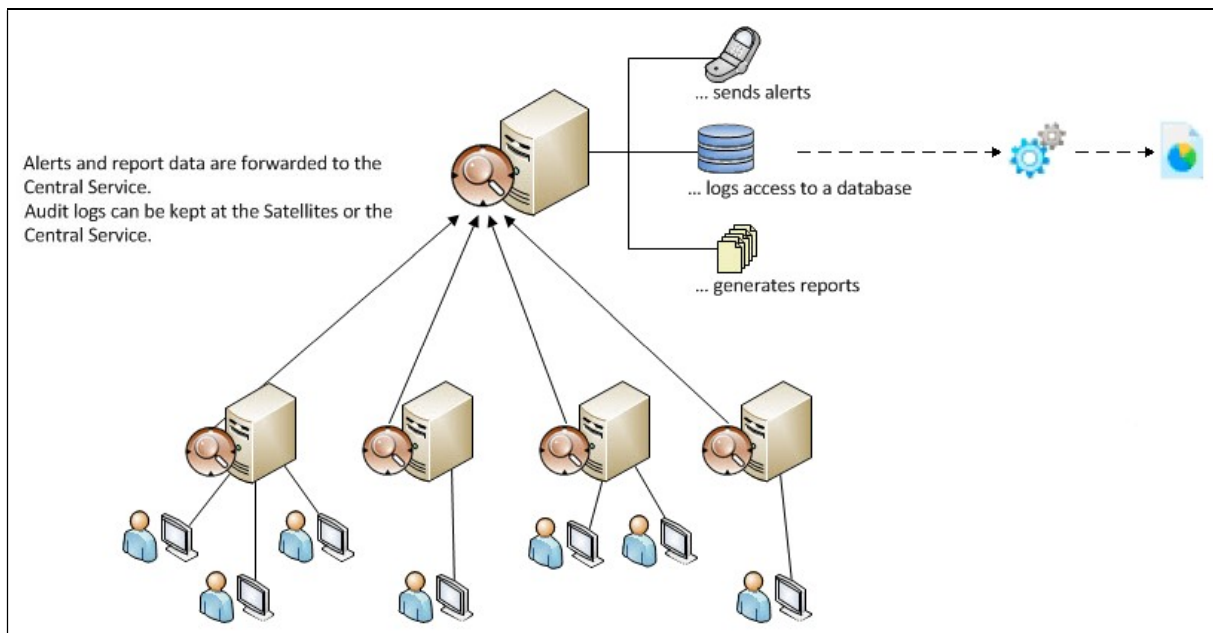 ... sends alerts
Alerts and report data are forwarded to the
Central Service.
Audit logs can be kept at the Satellites or the
Central Service.
... logs access to a database
... generates reports